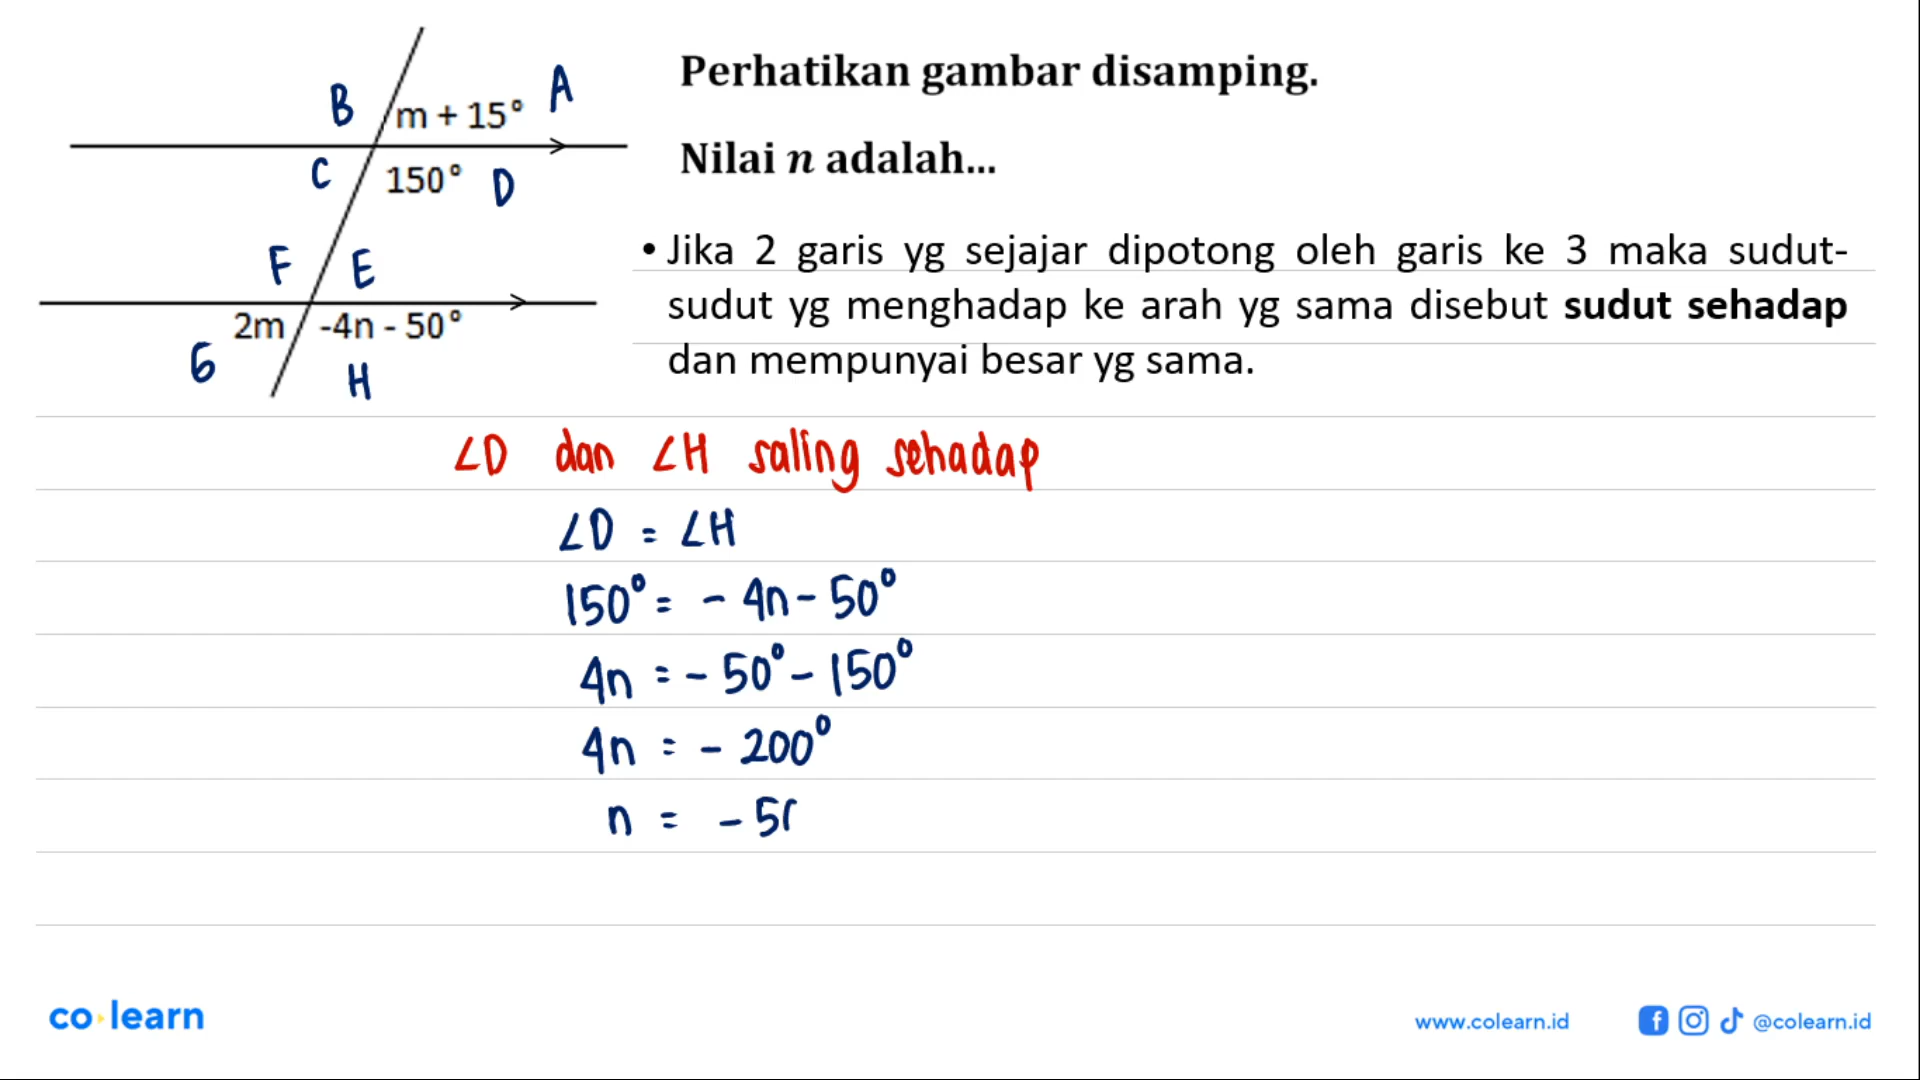 B
m + 15°
A
C
150°
D
F
E
2m
-4n - 50°
G
H
Perhatikan gambar disamping.
Nilai n adalah...
• Jika 2 garis yg sejajar dipotong oleh garis ke 3 maka sudut-
sudut yg menghadap ke arah yg sama disebut sudut sehadap
dan mempunyai besar yg sama.
∠D dan ∠H saling sehadap
∠D = ∠H
150° = - 4n - 50°
4n = - 50° - 150°
4n = - 200°
n = - 5
co learn
www.colearn.id
@colearn.id